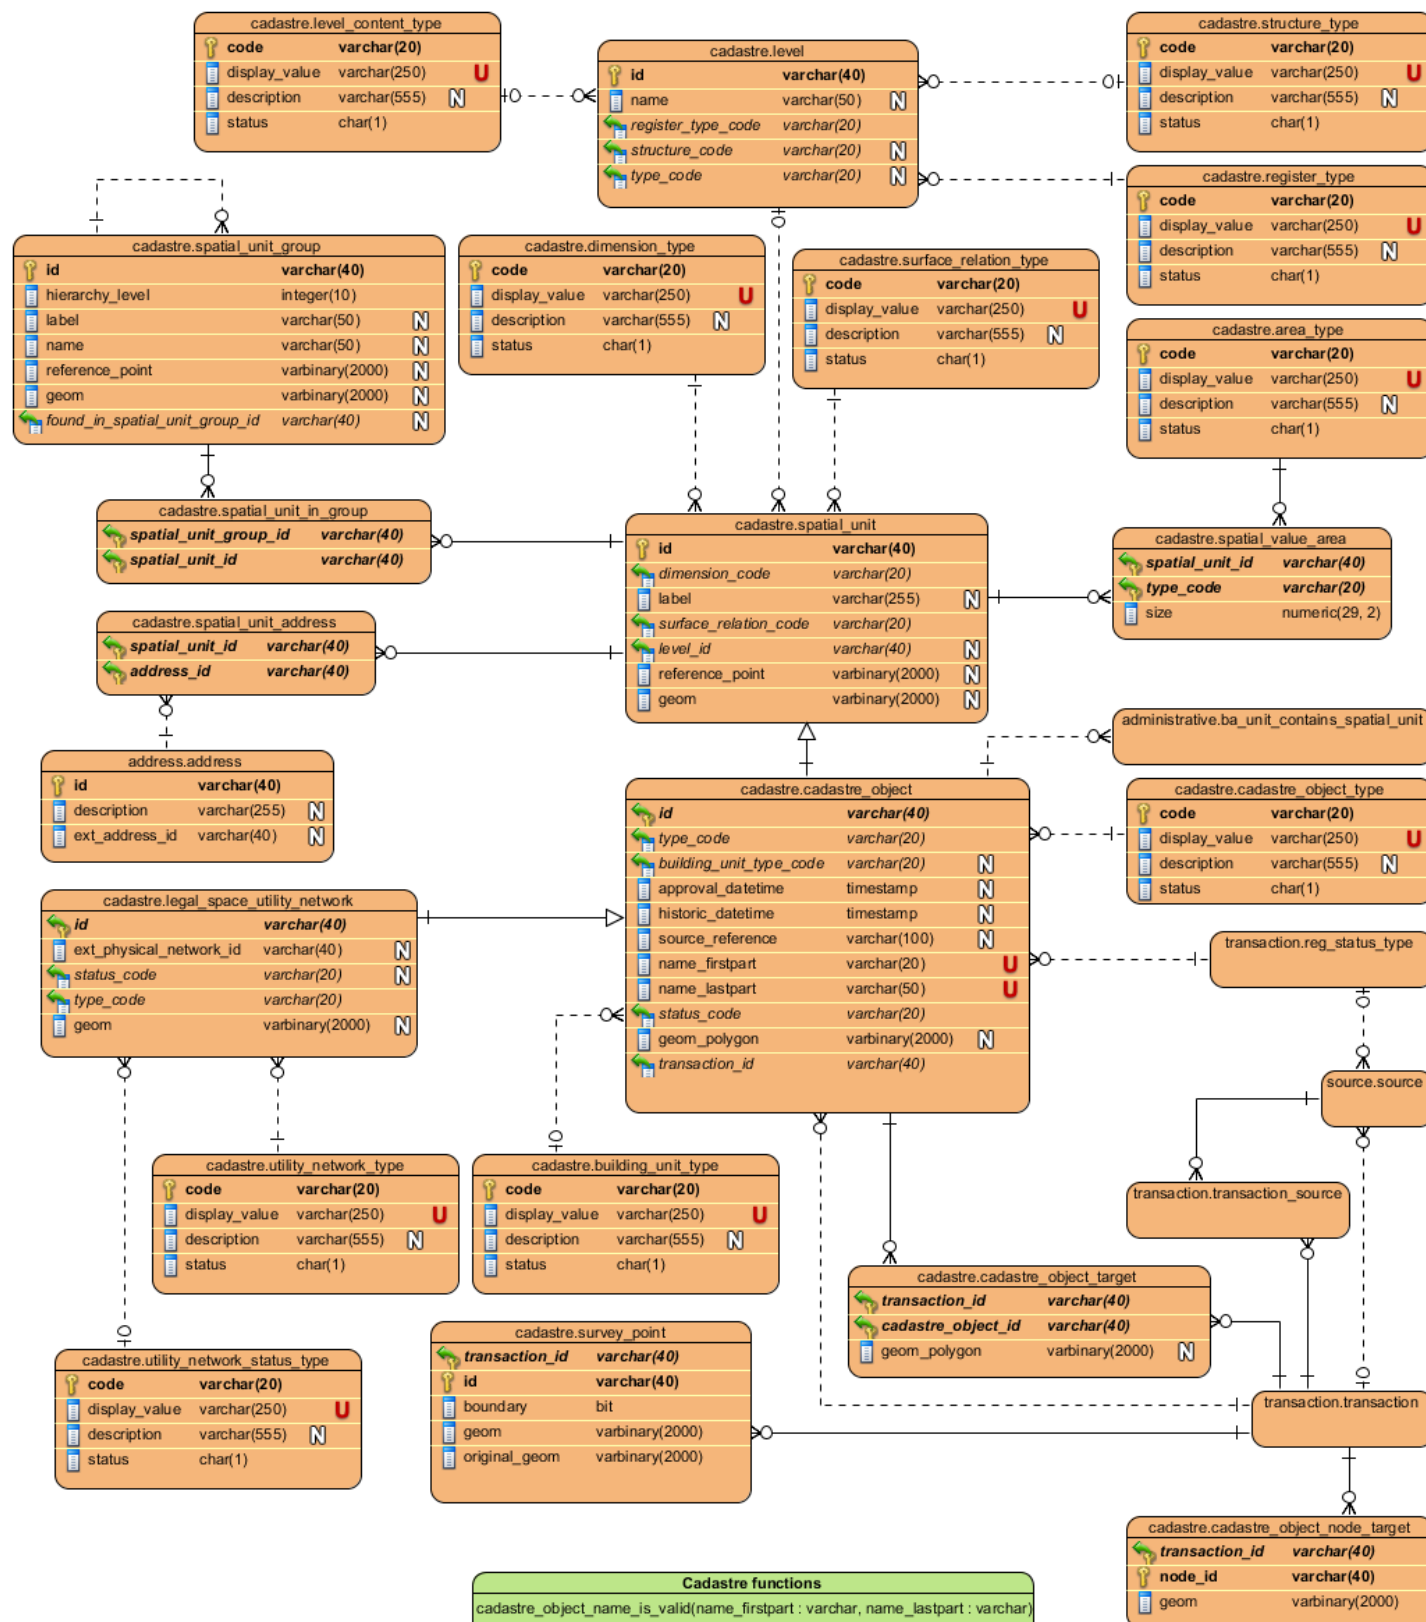 cadastre.level_content_type
code varchar(20)
display_value varchar(250) U
description varchar(555) N
status char(1)
cadastre.level
id varchar(40)
name varchar(50) N
register_type_code varchar(20)
structure_code varchar(20) N
type_code varchar(20) N
cadastre.structure_type
code varchar(20)
display_value varchar(250) U
description varchar(555) N
status char(1)
cadastre.register_type
code varchar(20)
display_value varchar(250) U
description varchar(555) N
status char(1)
cadastre.spatial_unit_group
id varchar(40)
hierarchy_level integer(10)
label varchar(50) N
name varchar(50) N
reference_point varbinary(2000) N
geom varbinary(2000) N
found_in_spatial_unit_group_id varchar(40) N
cadastre.dimension_type
code varchar(20)
display_value varchar(250) U
description varchar(555) N
status char(1)
cadastre.surface_relation_type
code varchar(20)
display_value varchar(250) U
description varchar(555) N
status char(1)
cadastre.area_type
code varchar(20)
display_value varchar(250) U
description varchar(555) N
status char(1)
cadastre.spatial_unit_in_group
spatial_unit_group_id varchar(40)
spatial_unit_id varchar(40)
cadastre.spatial_unit
id varchar(40)
dimension_code varchar(20)
label varchar(255) N
surface_relation_code varchar(20)
level_id varchar(40) N
reference_point varbinary(2000) N
geom varbinary(2000) N
cadastre.spatial_value_area
spatial_unit_id varchar(40)
type_code varchar(20)
size numeric(29, 2)
cadastre.spatial_unit_address
spatial_unit_id varchar(40)
address_id varchar(40)
administrative.ba_unit_contains_spatial_unit
address.address
id varchar(40)
description varchar(255) N
ext_address_id varchar(40) N
cadastre.cadastre_object
id varchar(40)
type_code varchar(20)
building_unit_type_code varchar(20) N
approval_datetime timestamp N
historic_datetime timestamp N
source_reference varchar(100) N
name_firstpart varchar(20) U
name_lastpart varchar(50) U
status_code varchar(20)
geom_polygon varbinary(2000) N
transaction_id varchar(40)
cadastre.cadastre_object_type
code varchar(20)
display_value varchar(250) U
description varchar(555) N
status char(1)
cadastre.legal_space_utility_network
id varchar(40)
ext_physical_network_id varchar(40) N
status_code varchar(20) N
type_code varchar(20)
geom varbinary(2000) N
transaction.reg_status_type
source.source
transaction.transaction_source
cadastre.utility_network_type
code varchar(20)
display_value varchar(250) U
description varchar(555) N
status char(1)
cadastre.building_unit_type
code varchar(20)
display_value varchar(250) U
description varchar(555) N
status char(1)
cadastre.cadastre_object_target
transaction_id varchar(40)
cadastre_object_id varchar(40)
geom_polygon varbinary(2000) N
cadastre.utility_network_status_type
code varchar(20)
display_value varchar(250) U
description varchar(555) N
status char(1)
cadastre.survey_point
transaction_id varchar(40)
id varchar(40)
boundary bit
geom varbinary(2000)
original_geom varbinary(2000)
transaction.transaction
cadastre.cadastre_object_node_target
transaction_id varchar(40)
node_id varchar(40)
geom varbinary(2000)
Cadastre functions
cadastre_object_name_is_valid(name_firstpart : varchar, name_lastpart : varchar)